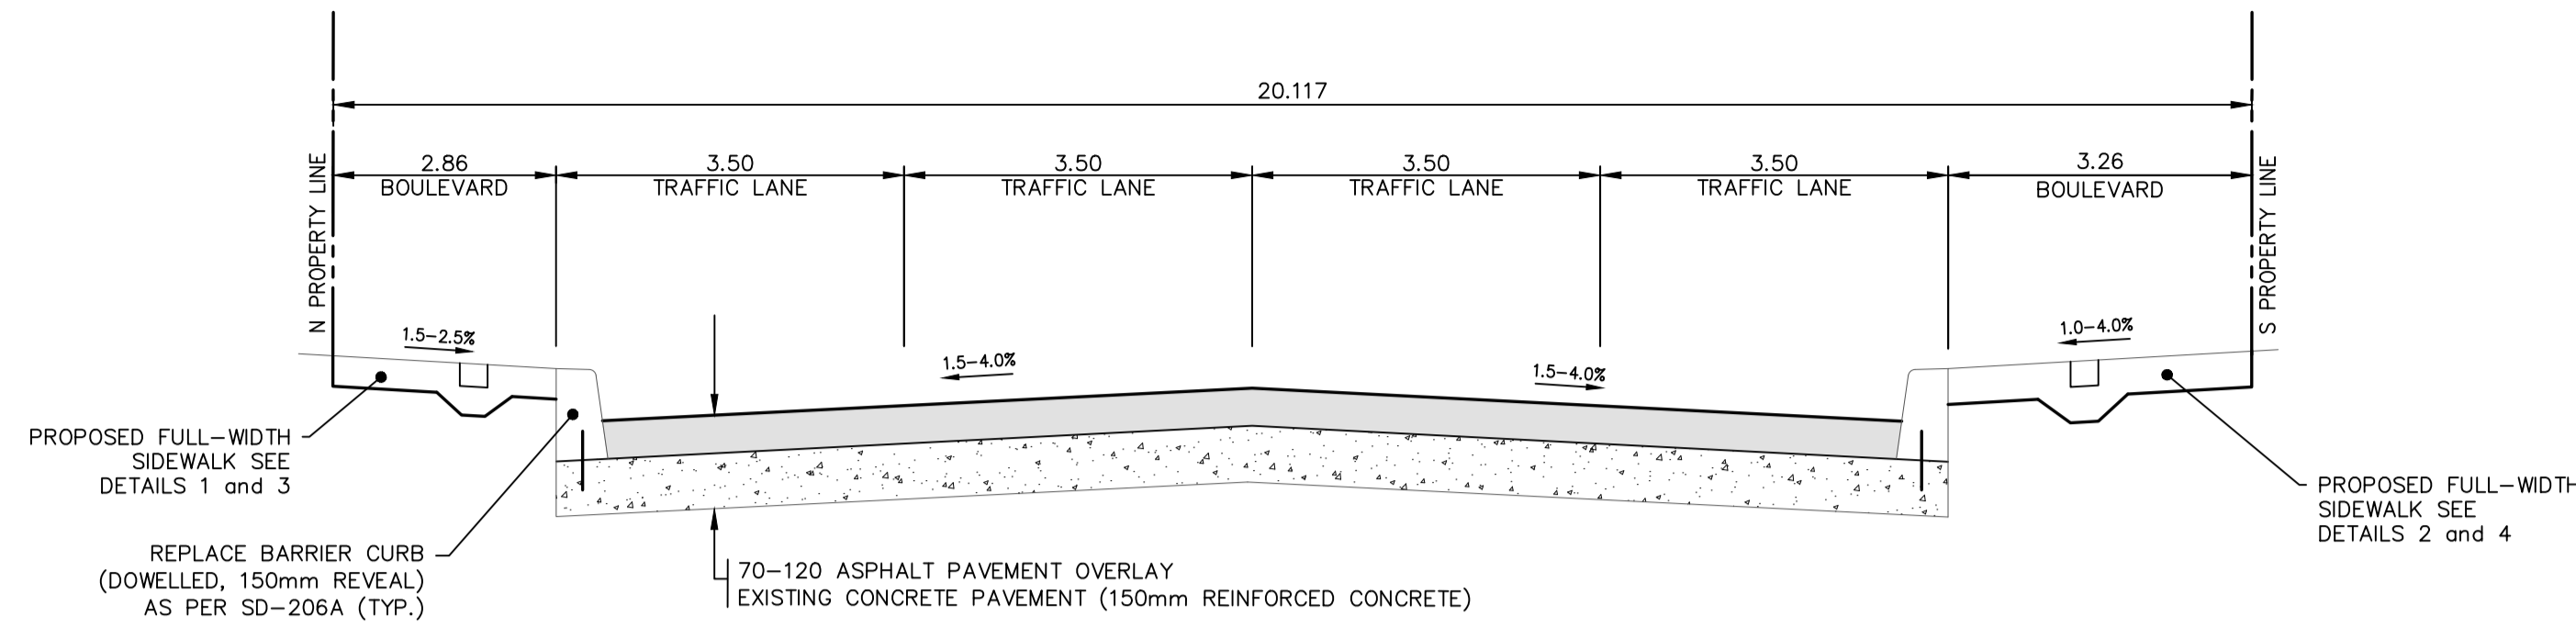 20.117
N PROPERTY LINE
2.86
BOULEVARD
3.50
TRAFFIC LANE
3.50
TRAFFIC LANE
3.50
TRAFFIC LANE
3.50
TRAFFIC LANE
3.26
BOULEVARD
S PROPERTY LINE
1.5-2.5%
1.5-4.0%
1.5-4.0%
1.0-4.0%
PROPOSED FULL-WIDTH
SIDEWALK SEE
DETAILS 1 and 3
REPLACE BARRIER CURB
(DOWELLED, 150mm REVEAL)
AS PER SD-206A (TYP.)
70-120 ASPHALT PAVEMENT OVERLAY
EXISTING CONCRETE PAVEMENT (150mm REINFORCED CONCRETE)
PROPOSED FULL-WIDTH
SIDEWALK SEE
DETAILS 2 and 4